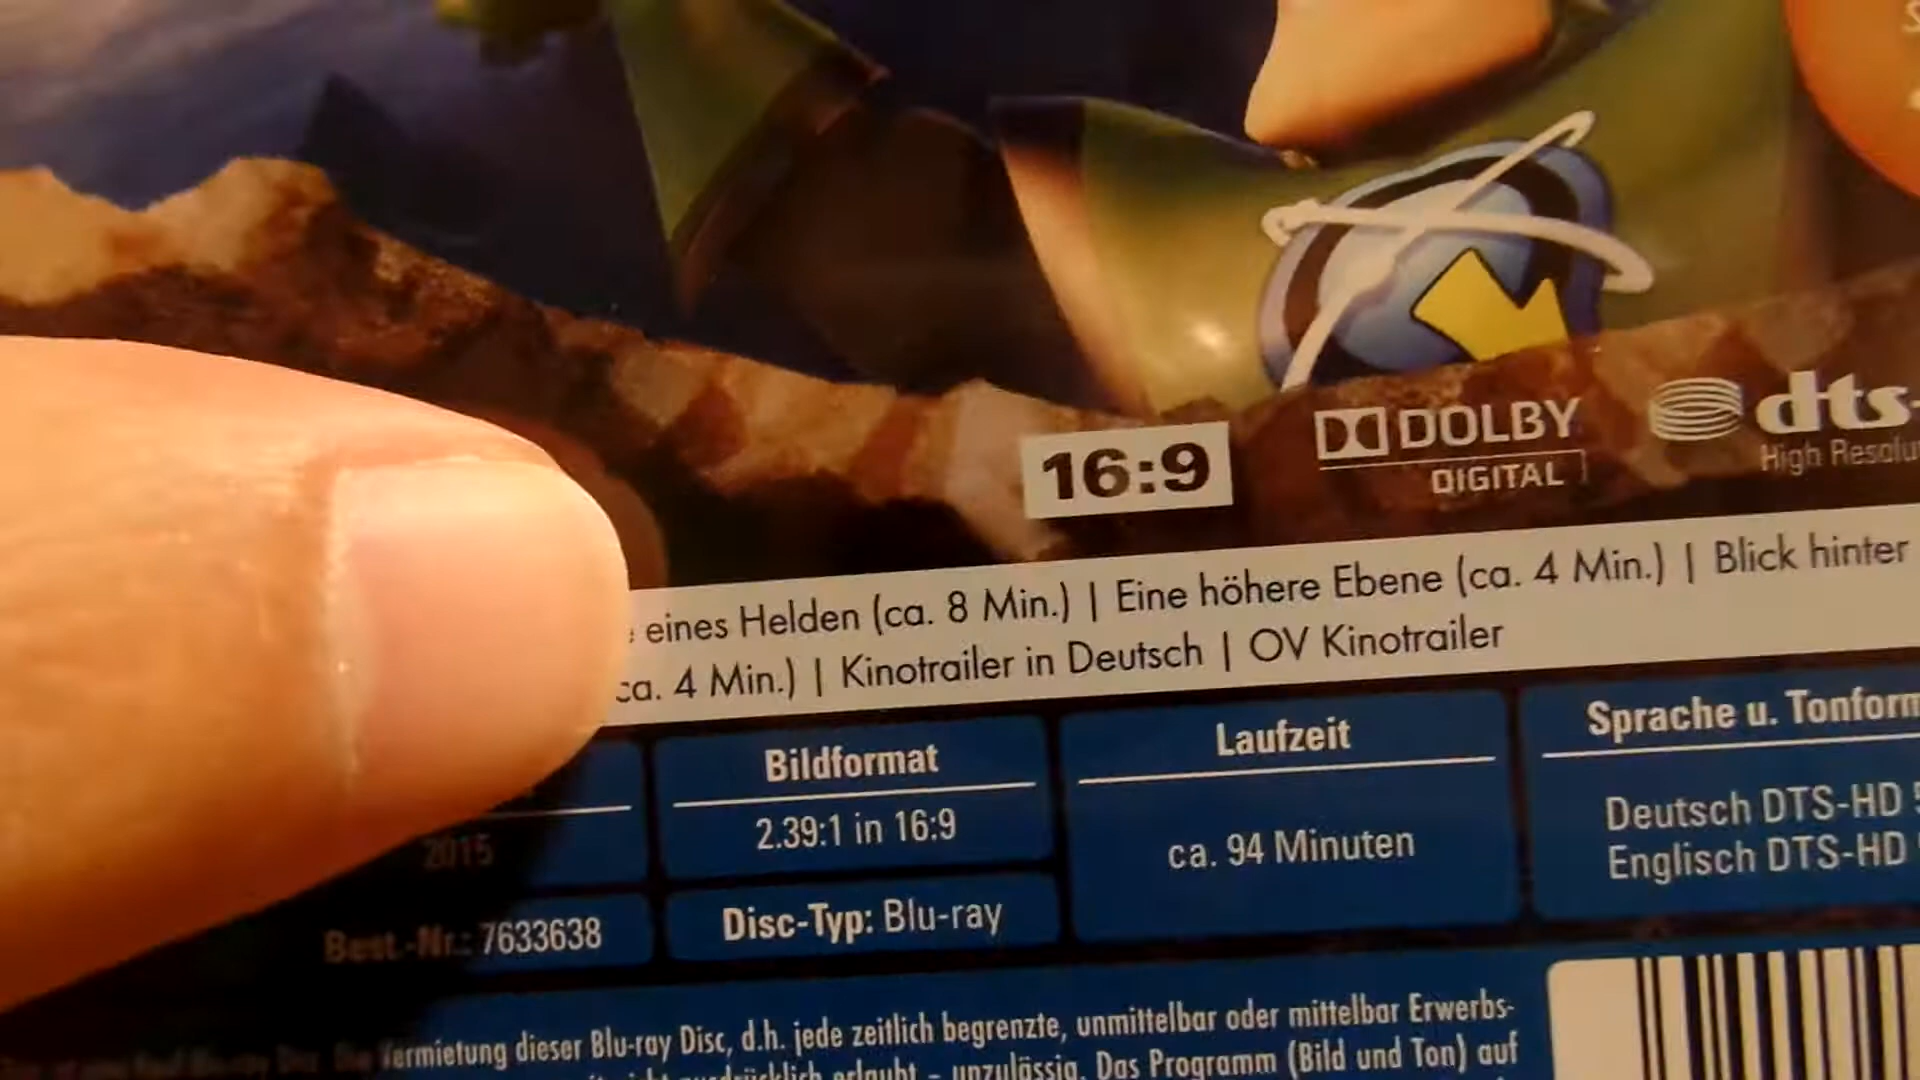 16:9
DOLBY
DIGITAL
dts-
High Resolu
eines Helden (ca. 8 Min.) | Eine höhere Ebene (ca. 4 Min.) | Blick hinter
ca. 4 Min.) | Kinotrailer in Deutsch | OV Kinotrailer
Bildformat
Laufzeit
Sprache u. Tonform
2015
2.39:1 in 16:9
ca. 94 Minuten
Deutsch DTS-HD 5
Englisch DTS-HD
Best.-Nr.: 7633638
Disc-Typ: Blu-ray
Vermietung dieser Blu-ray Disc, d.h. jede zeitlich begrenzte, unmittelbar oder mittelbar Erwerbs-
ausdrücklich erlaubt – unzulässig. Das Programm (Bild und Ton) auf